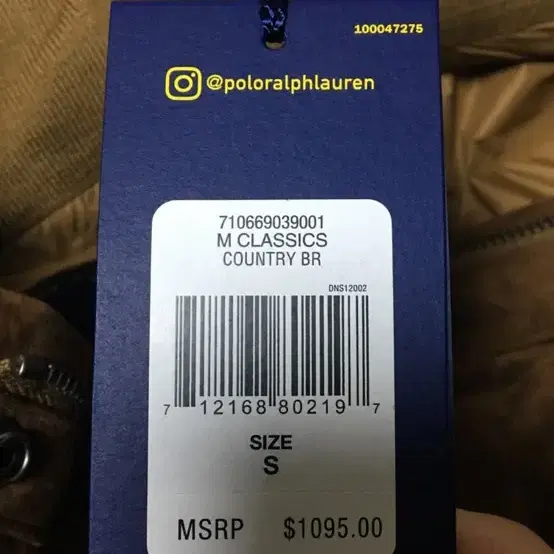 100047275
@poloralphlauren
710669039001
M CLASSICS
COUNTRY BR
DNS12002
7 12168 80219 7
SIZE
S
MSRP $1095.00